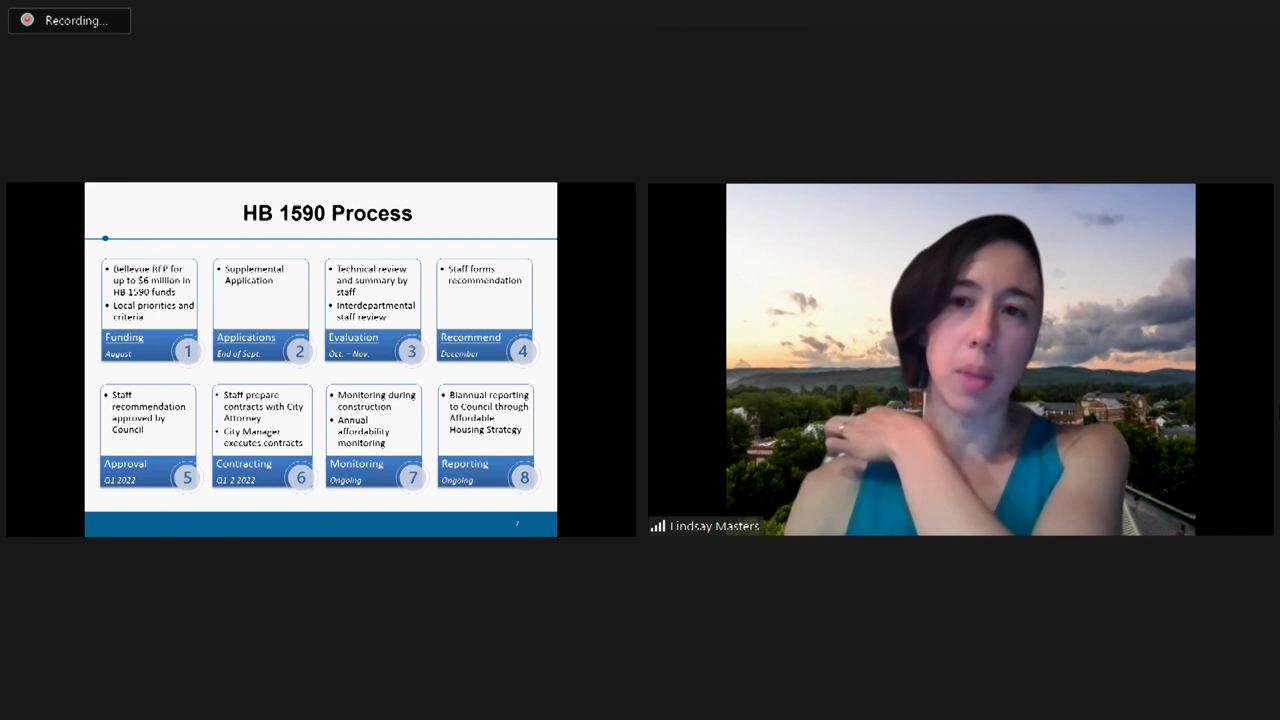 Recording...
HB 1590 Process
• Bellevue RFP for
up to $6 million in
HB 1590 funds
• Local priorities and
criteria
Funding
August
1
• Supplemental
Application
Applications
End of Sept.
2
• Technical review
and summary by
staff
• Interdepartmental
staff review
Evaluation
Oct. – Nov.
3
• Staff forms
recommendation
Recommend
December
4
• Staff
recommendation
approved by
Council
Approval
Q1 2022
5
• Staff prepare
contracts with City
Attorney
• City Manager
executes contracts
Contracting
Q1 2 2022
6
• Monitoring during
construction
• Annual
affordability
monitoring
Monitoring
Ongoing
7
• Biannual reporting
to Council through
Affordable
Housing Strategy
Reporting
Ongoing
8
7
Lindsay Masters